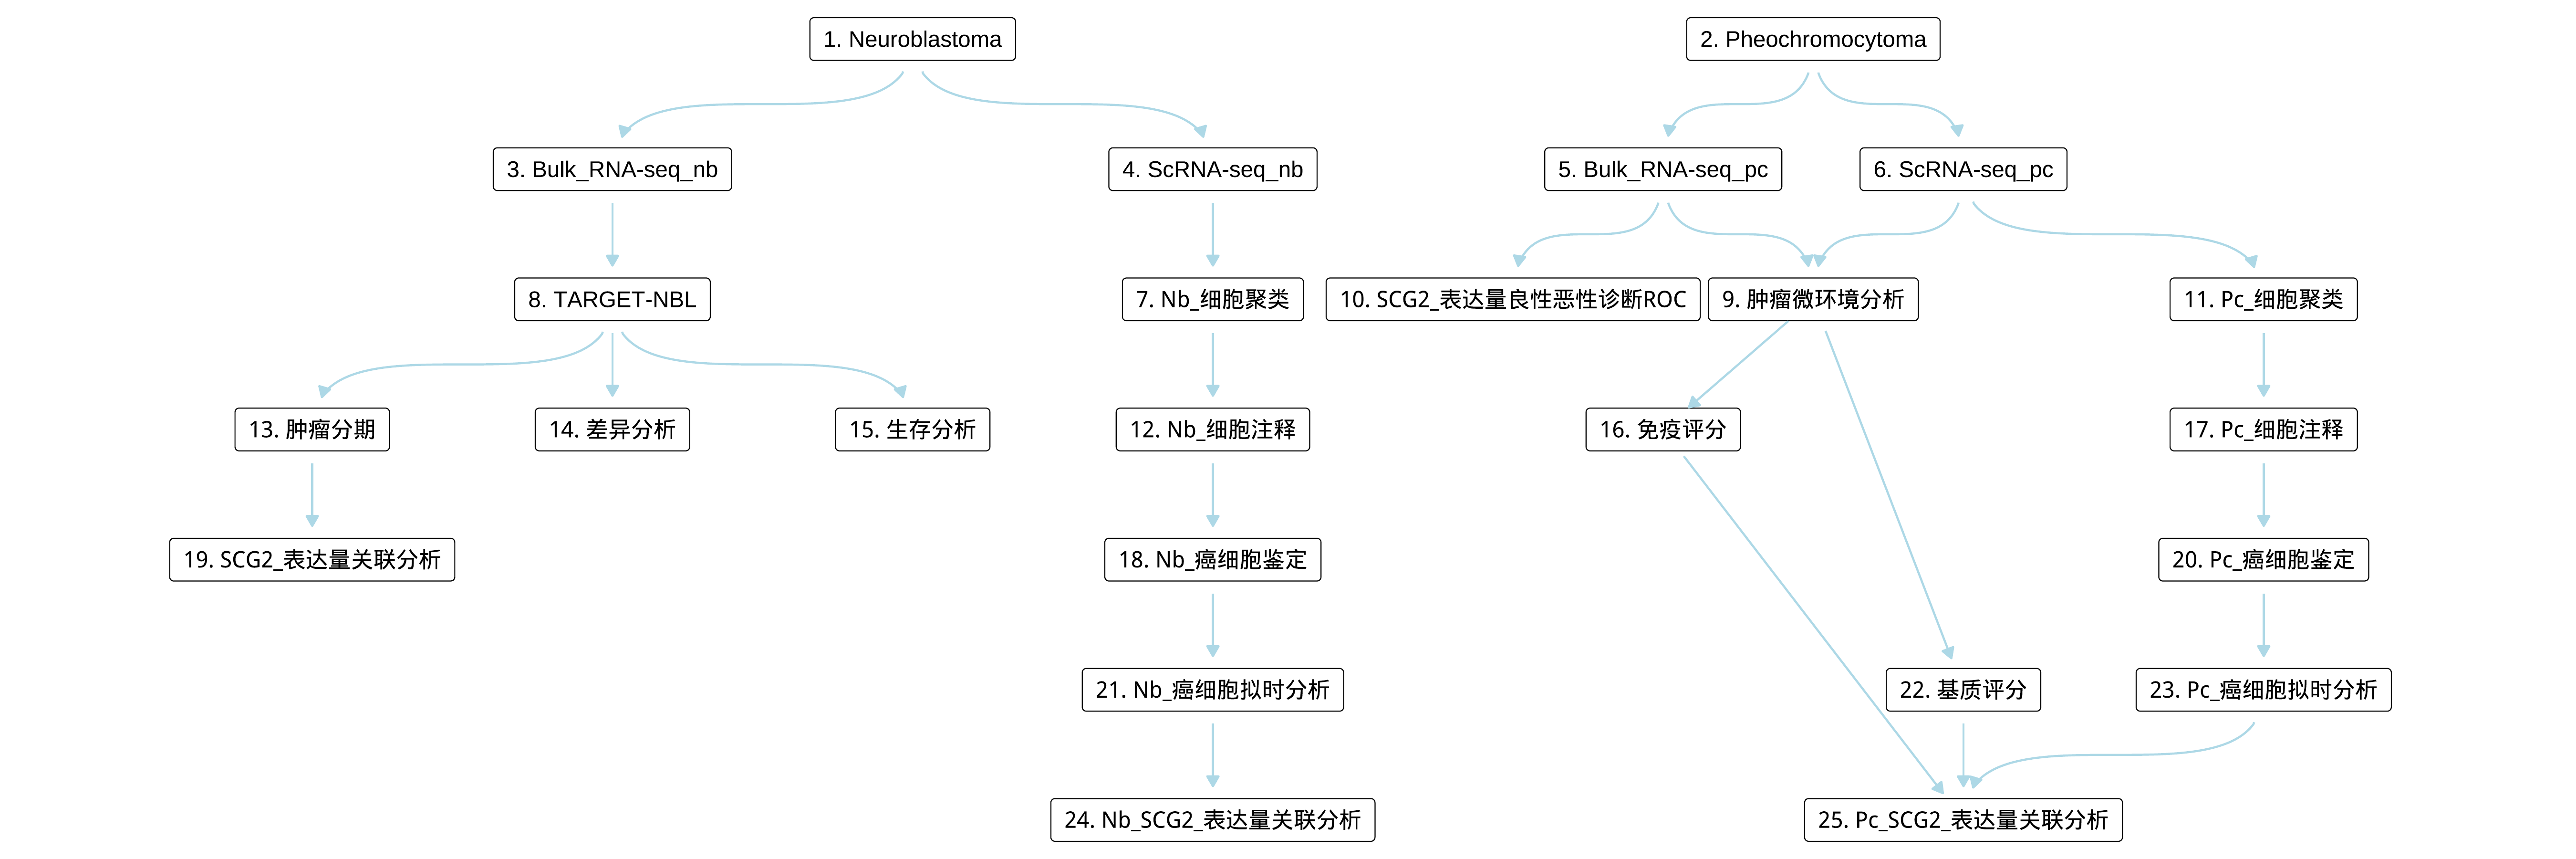 1. Neuroblastoma
2. Pheochromocytoma
3. Bulk_RNA-seq_nb
4. ScRNA-seq_nb
5. Bulk_RNA-seq_pc
6. ScRNA-seq_pc
8. TARGET-NBL
7. Nb_细胞聚类
10. SCG2_表达量良性恶性诊断ROC
9. 肿瘤微环境分析
11. Pc_细胞聚类
13. 肿瘤分期
14. 差异分析
15. 生存分析
12. Nb_细胞注释
16. 免疫评分
17. Pc_细胞注释
19. SCG2_表达量关联分析
18. Nb_癌细胞鉴定
20. Pc_癌细胞鉴定
21. Nb_癌细胞拟时分析
22. 基质评分
23. Pc_癌细胞拟时分析
24. Nb_SCG2_表达量关联分析
25. Pc_SCG2_表达量关联分析